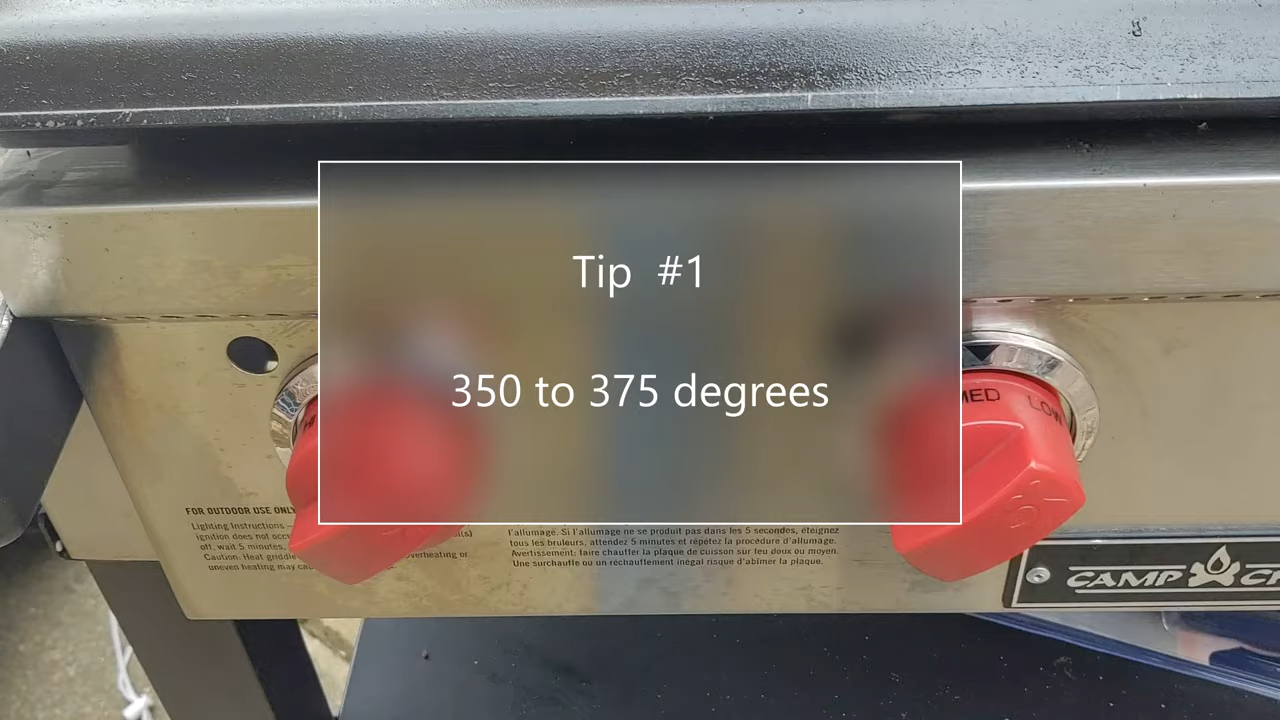 Tip #1
350 to 375 degrees
MED LOW
FOR OUTDOOR USE ONLY
Lighting Instructions –
ignition does not
off, wait 5 minutes,
Caution: Heat griddle
overheating or
uneven heating may
l'allumage. Si l'allumage ne se produit pas dans les 5 secondes, éteignez
tous les bruleurs, attendez 5 minutes et répétez la procédure d'allumage.
Avertissement: faire chauffer la plaque de cuisson sur feu doux ou moyen.
Une surchauffe ou un réchauffement inégal risque d'abîmer la plaque.
CAMP